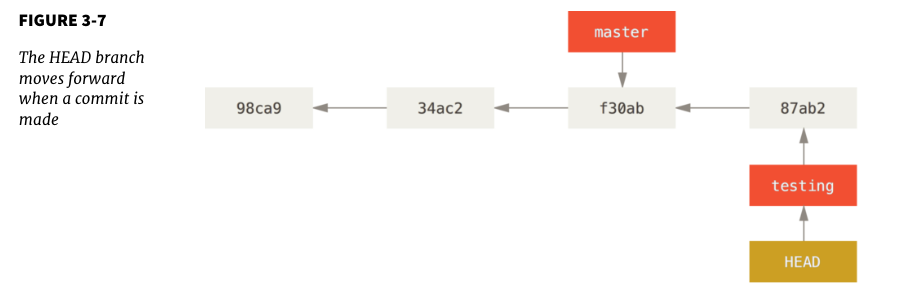 FIGURE 3-7
The HEAD branch
moves forward
when a commit is
made
master
98ca9
34ac2
f30ab
87ab2
testing
HEAD